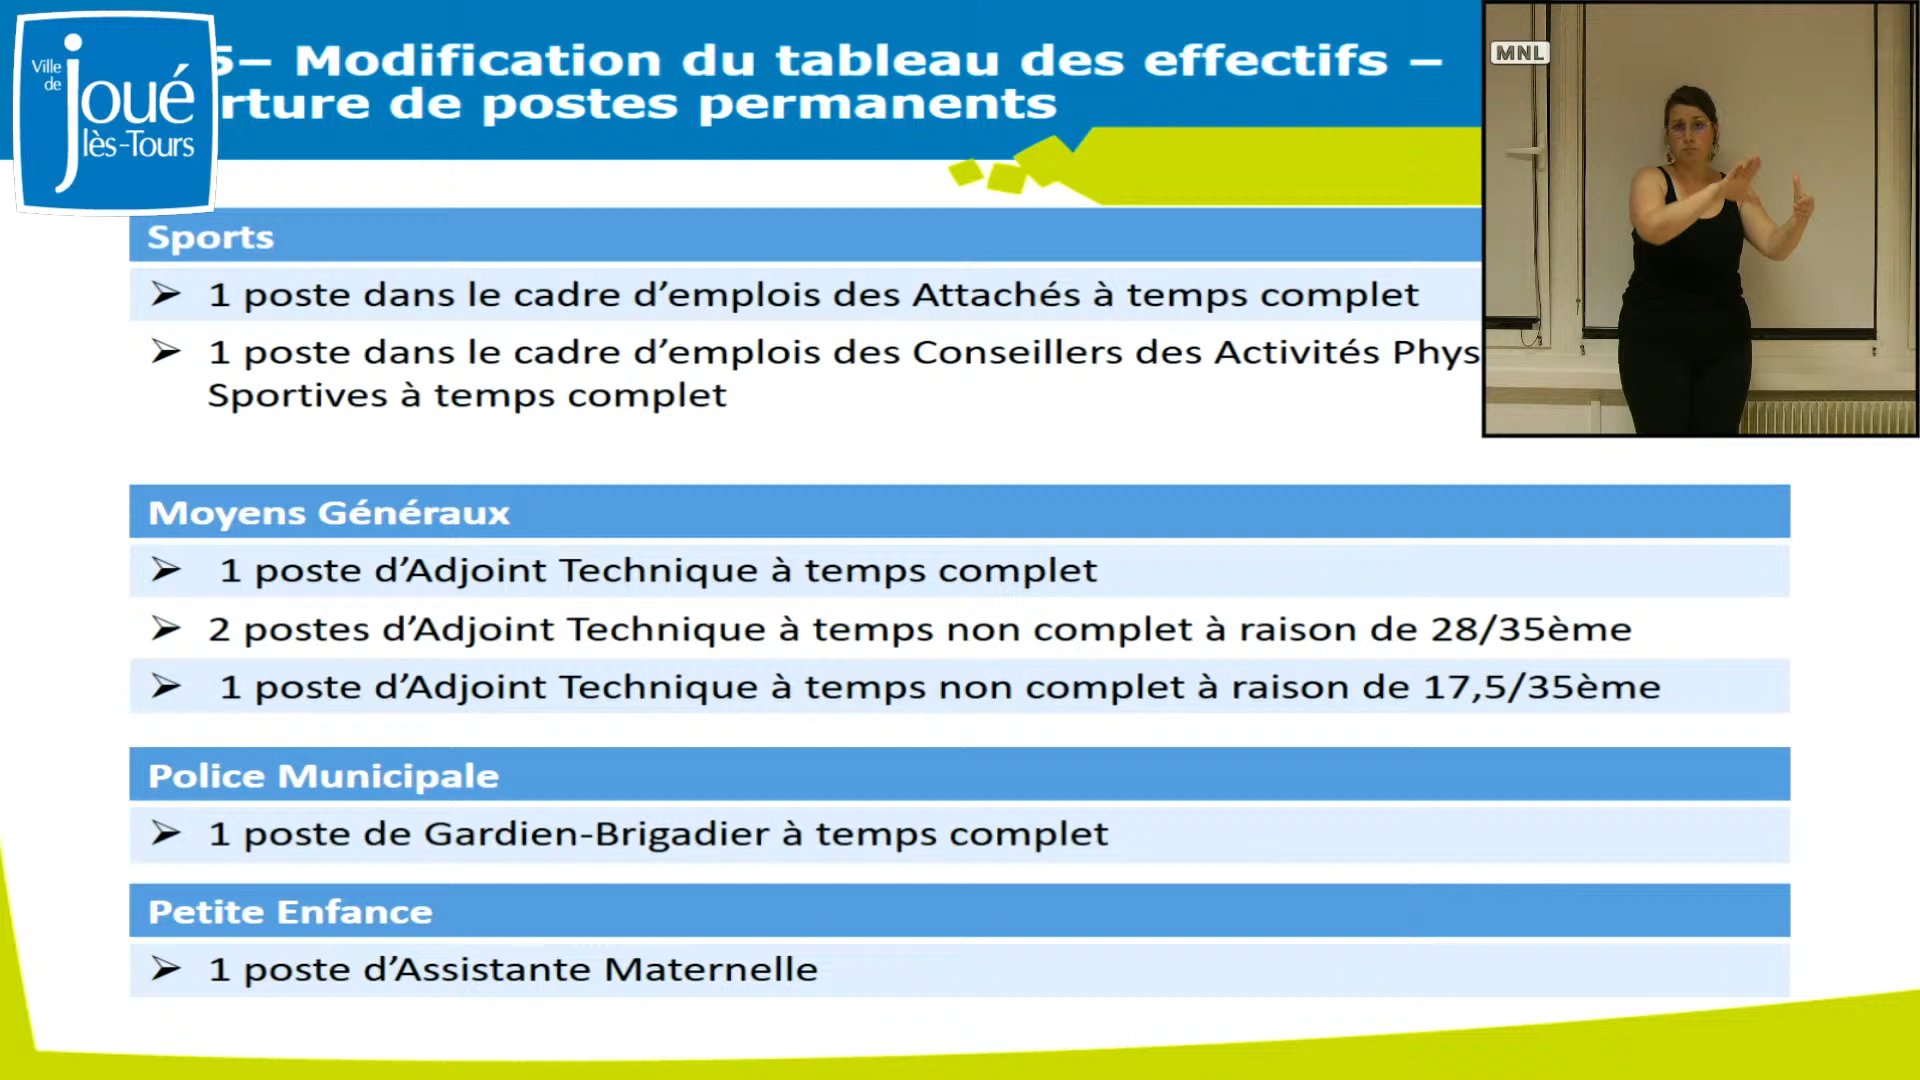 Ville
de
joué
lès-Tours
5– Modification du tableau des effectifs –
rture de postes permanents
MNL
Sports
➢ 1 poste dans le cadre d’emplois des Attachés à temps complet
➢ 1 poste dans le cadre d’emplois des Conseillers des Activités Phys
Sportives à temps complet
Moyens Généraux
➢ 1 poste d’Adjoint Technique à temps complet
➢ 2 postes d’Adjoint Technique à temps non complet à raison de 28/35ème
➢ 1 poste d’Adjoint Technique à temps non complet à raison de 17,5/35ème
Police Municipale
➢ 1 poste de Gardien-Brigadier à temps complet
Petite Enfance
➢ 1 poste d’Assistante Maternelle